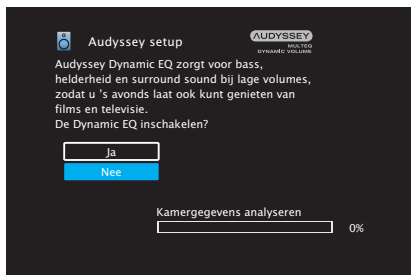 Audyssey setup
AUDYSSEY
MULTEQ
DYNAMIC VOLUME
Audyssey Dynamic EQ zorgt voor bass,
helderheid en surround sound bij lage volumes,
zodat u 's avonds laat ook kunt genieten van
films en televisie.
De Dynamic EQ inschakelen?
Ja
Nee
Kamergegevens analyseren
0%